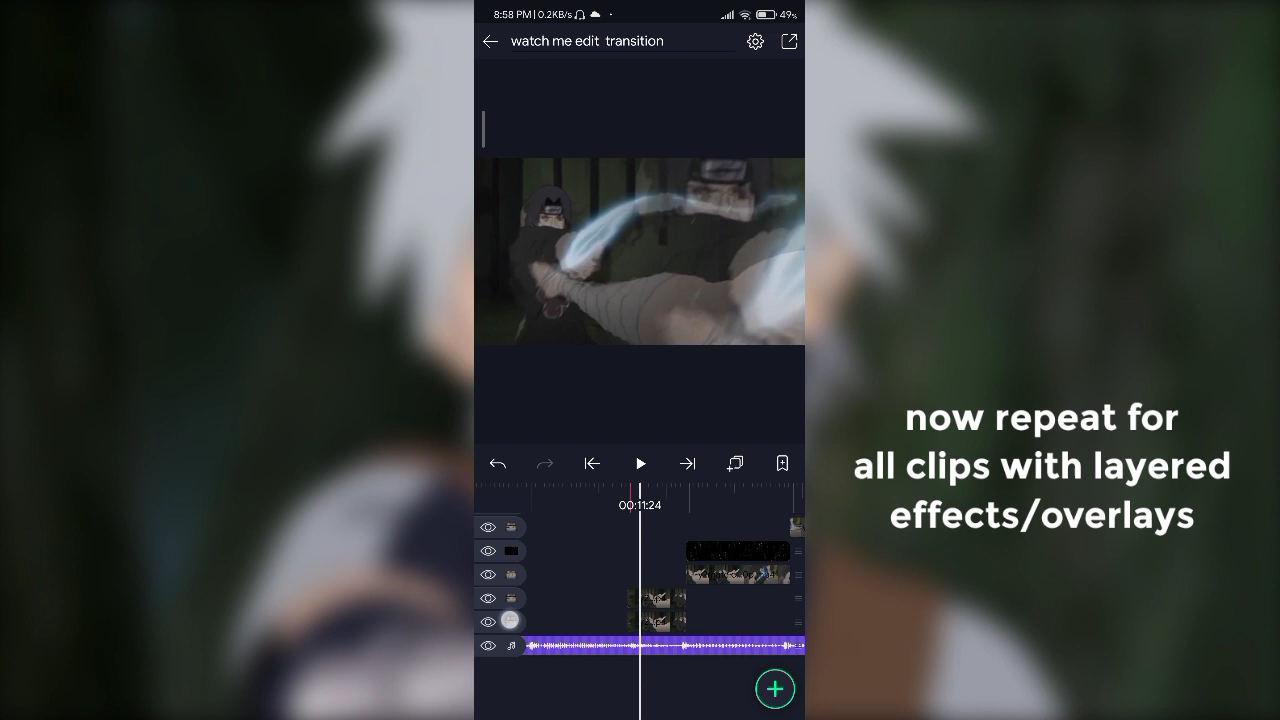 8:58 PM | 0.2KB/s
49%
watch me edit transition
now repeat for
all clips with layered
effects/overlays
00:11:24